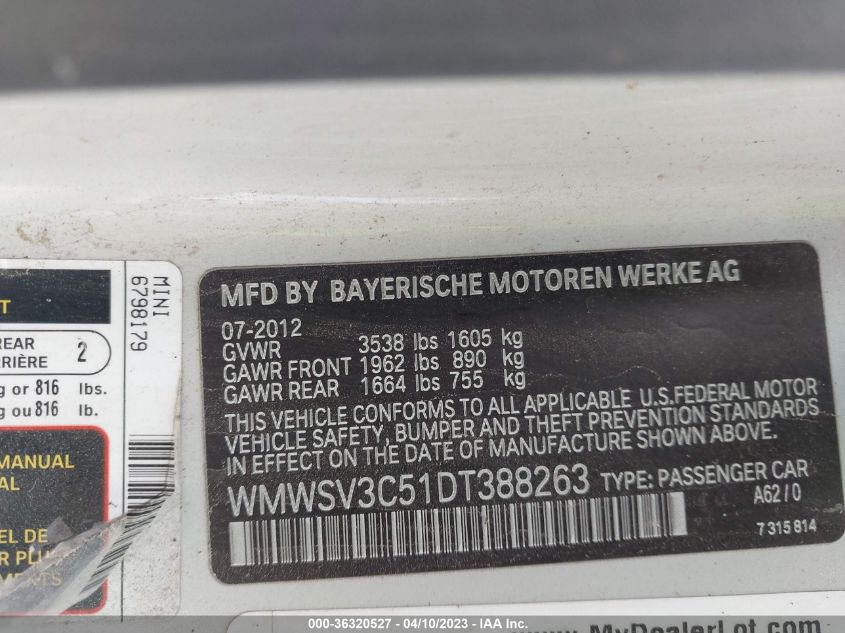 T
REAR
RRIÈRE 2
g or 816 lbs.
g ou 816 lb.
MANUAL
AL
EL DE
R PLU
EMENTS
MINI
6798179
MFD BY BAYERISCHE MOTOREN WERKE AG
07-2012
GVWR 3538 lbs 1605 kg
GAWR FRONT 1962 lbs 890 kg
GAWR REAR 1664 lbs 755 kg
THIS VEHICLE CONFORMS TO ALL APPLICABLE U.S.FEDERAL MOTOR
VEHICLE SAFETY, BUMPER AND THEFT PREVENTION STANDARDS
IN EFFECT ON THE DATE OF MANUFACTURE SHOWN ABOVE.
WMWSV3C51DT388263 TYPE: PASSENGER CAR
A62/0
7 315 814
000-36320527 - 04/10/2023 - IAA Inc.
www.MyDealerLot.com